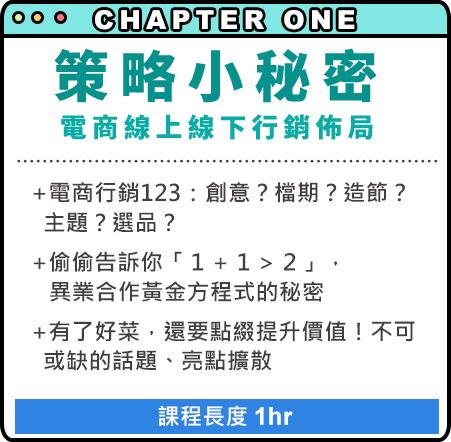 CHAPTER ONE
策略小秘密
電商線上線下行銷佈局
+電商行銷123：創意？檔期？造節？
主題？選品？
+偷偷告訴你「1+1>2」，
異業合作黃金方程式的秘密
+有了好菜，還要點綴提升價值！不可
或缺的話題、亮點擴散
課程長度 1hr